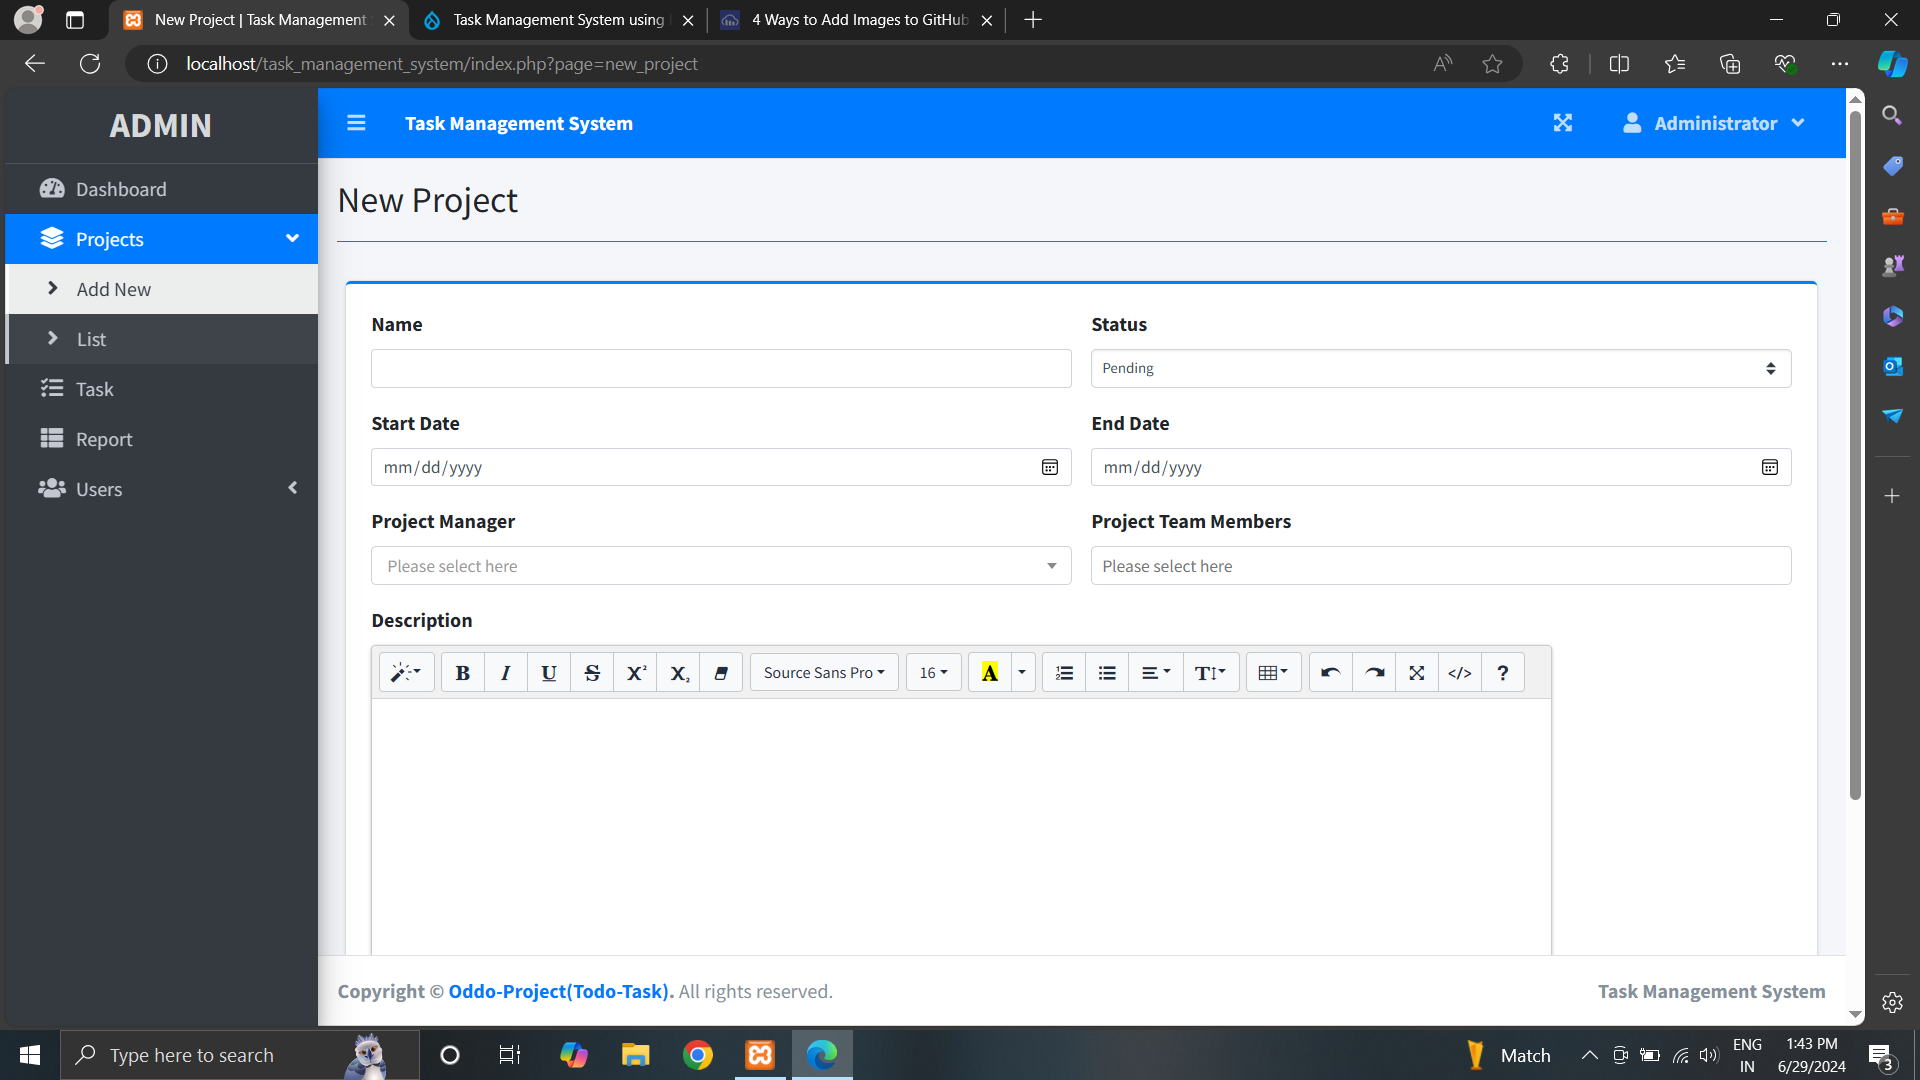 New Project | Task Management
Task Management System using
4 Ways to Add Images to GitHub
localhost/task_management_system/index.php?page=new_project
ADMIN
Task Management System
Administrator
Dashboard
Projects
Add New
List
Task
Report
Users
New Project
Name
Status
Pending
Start Date
End Date
mm/dd/yyyy
mm/dd/yyyy
Project Manager
Project Team Members
Please select here
Please select here
Description
B I U S X² X₂ Source Sans Pro 16 A T </> ?
Copyright © Oddo-Project(Todo-Task). All rights reserved.
Task Management System
Type here to search
Match
ENG
IN
1:43 PM
6/29/2024
3